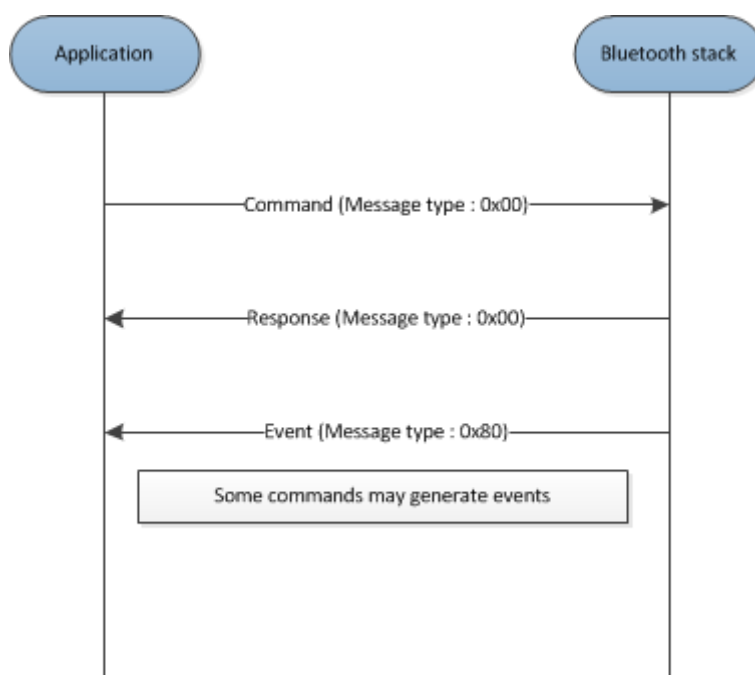 Application
Bluetooth stack
Command (Message type : 0x00)
Response (Message type : 0x00)
Event (Message type : 0x80)
Some commands may generate events